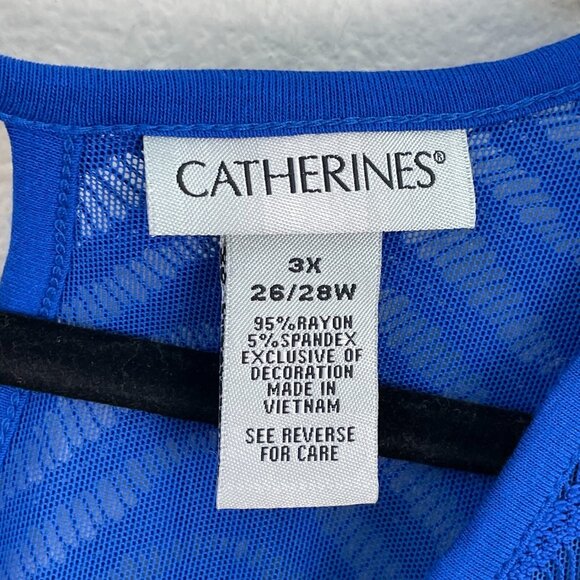 CATHERINES®
3X
26/28W
95%RAYON
5%SPANDEX
EXCLUSIVE OF
DECORATION
MADE IN
VIETNAM
SEE REVERSE
FOR CARE